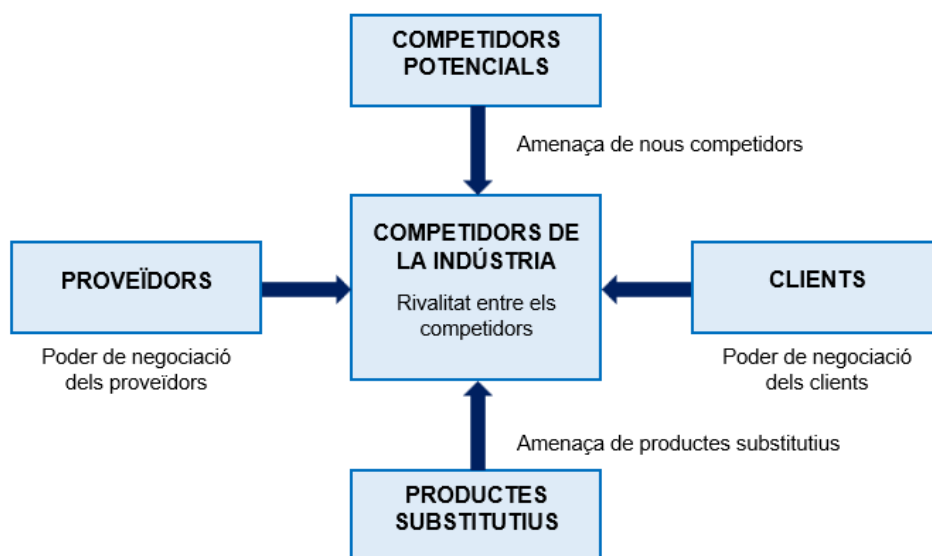 COMPETIDORS
POTENCIALS
Amenaça de nous competidors
COMPETIDORS DE
LA INDÚSTRIA
Rivalitat entre els
competidors
PROVEÏDORS
Poder de negociació
dels proveïdors
CLIENTS
Poder de negociació
dels clients
Amenaça de productes substitutius
PRODUCTES
SUBSTITUTIUS